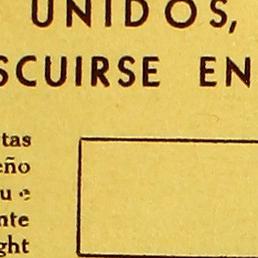 UNIDOS,
SCUIRSE EN
tas
eño
u e
nte
ght